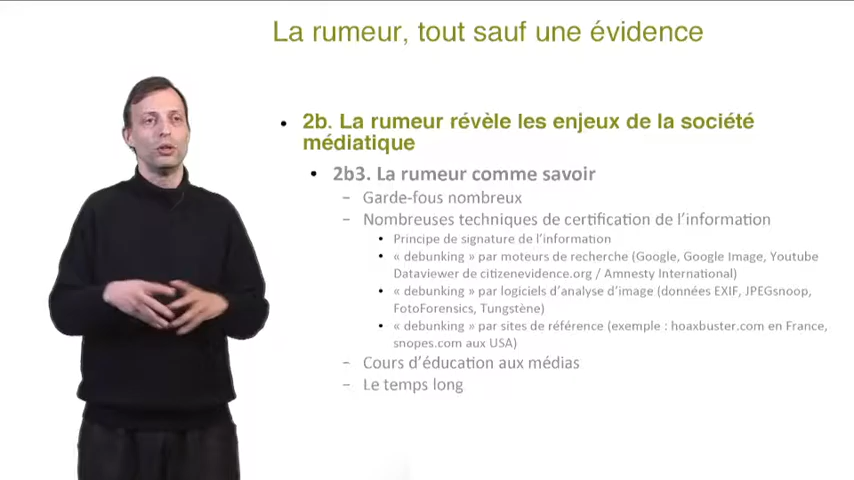 La rumeur, tout sauf une évidence
• 2b. La rumeur révèle les enjeux de la société
médiatique
• 2b3. La rumeur comme savoir
– Garde-fous nombreux
– Nombreuses techniques de certification de l'information
• Principe de signature de l'information
• « debunking » par moteurs de recherche (Google, Google Image, Youtube
Dataviewer de citizenevidence.org / Amnesty International)
• « debunking » par logiciels d'analyse d'image (données EXIF, JPEGsnoop,
FotoForensics, Tungstène)
• « debunking » par sites de référence (exemple : hoaxbuster.com en France,
snopes.com aux USA)
– Cours d'éducation aux médias
– Le temps long